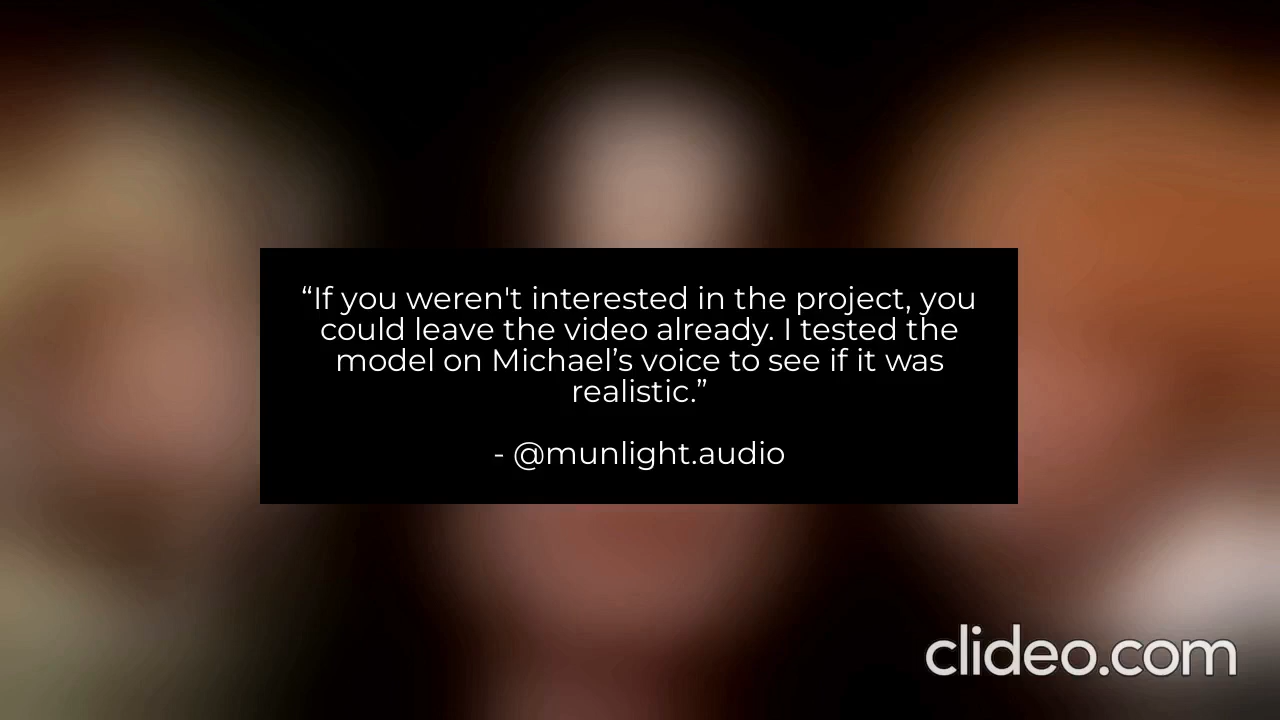 “If you weren't interested in the project, you
could leave the video already. I tested the
model on Michael’s voice to see if it was
realistic.”
- @munlight.audio
clideo.com